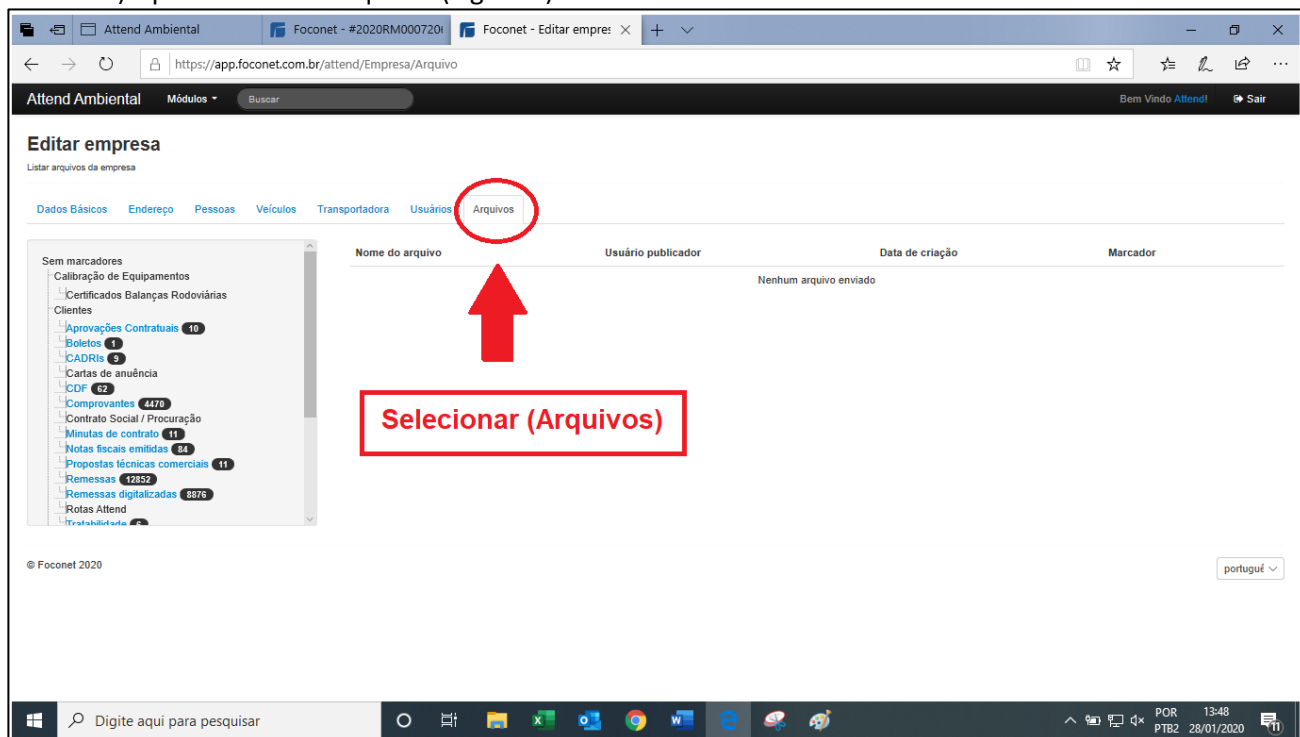 Attend Ambiental
Foconet - #2020RM000720
Foconet - Editar empre
https://app.foconet.com.br/attend/Empresa/Arquivo
Attend Ambiental Módulos Buscar Bem Vindo Attend! Sair
Editar empresa
Listar arquivos da empresa
Dados Básicos Endereço Pessoas Veículos Transportadora Usuários Arquivos
Nome do arquivo Usuário publicador Data de criação Marcador
Nenhum arquivo enviado
Sem marcadores
Calibração de Equipamentos
Certificados Balanças Rodoviárias
Clientes
Aprovações Contratuais 10
Boletos 1
CADRIs 9
Cartas de anuência
CDF 62
Comprovantes 4470
Contrato Social / Procuração
Minutas de contrato 11
Notas fiscais emitidas 84
Propostas técnicas comerciais 11
Remessas 12852
Remessas digitalizadas 8876
Rotas Attend
Tratabilidade 6
Selecionar (Arquivos)
© Foconet 2020
portugu
Digite aqui para pesquisar
POR 13:48
PTB2 28/01/2020
11